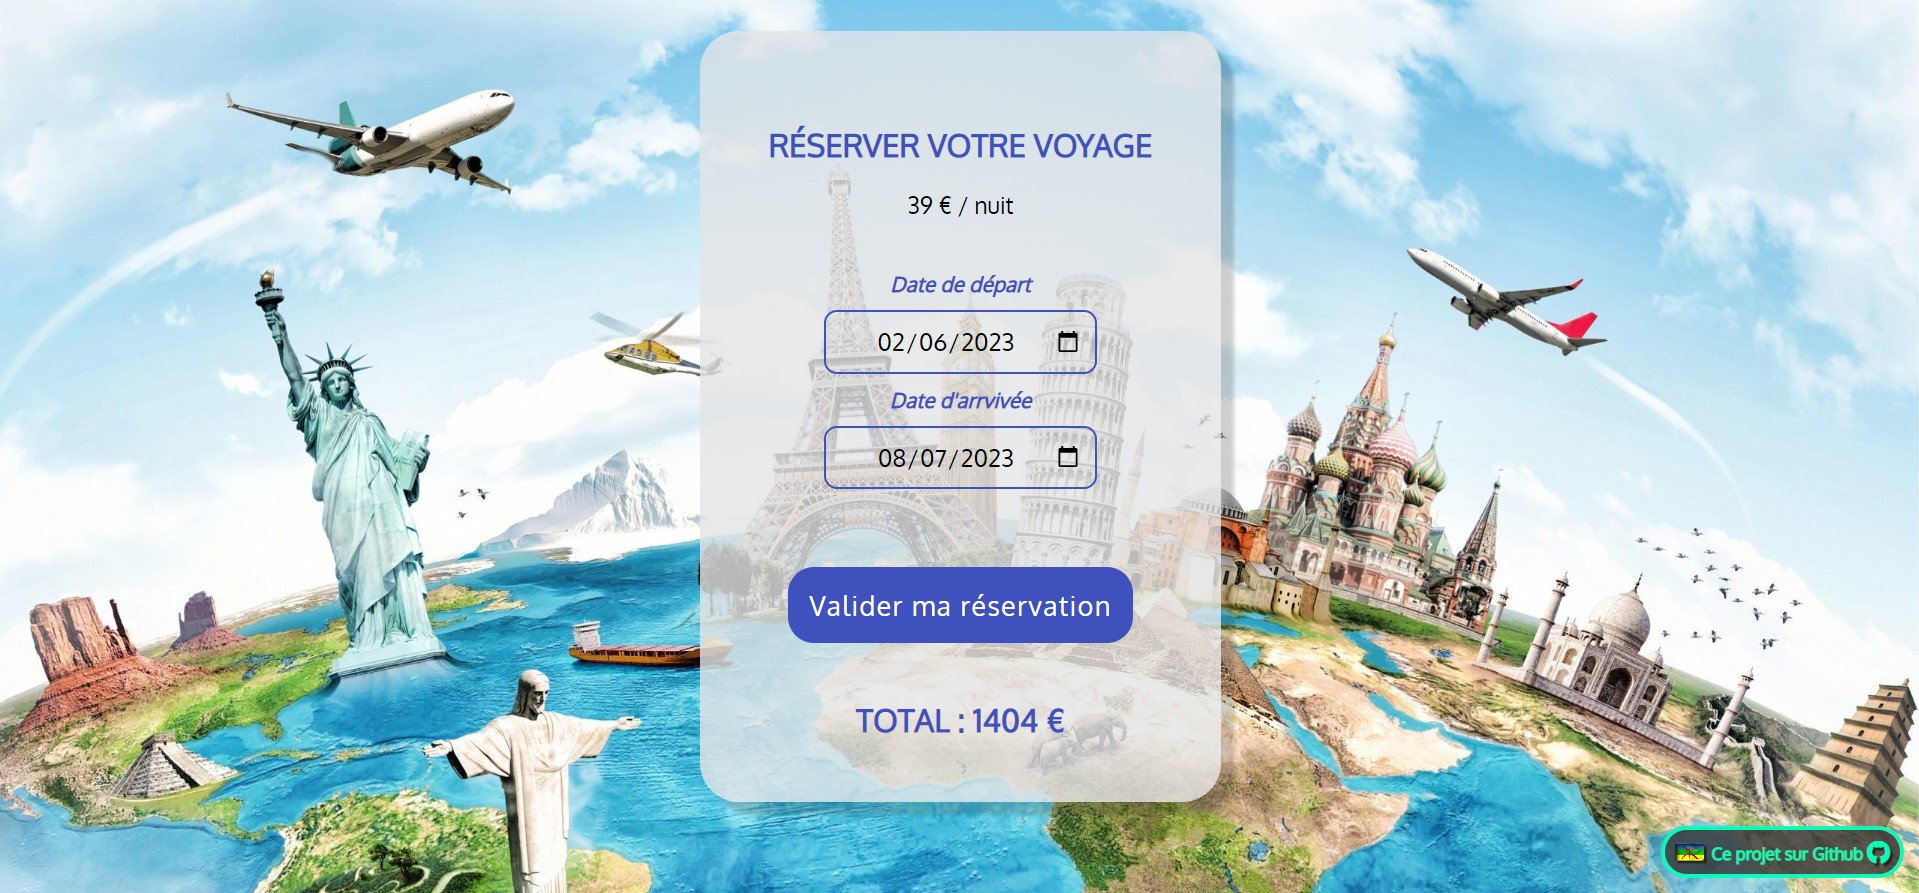 RÉSERVER VOTRE VOYAGE
39 € / nuit
Date de départ
02/06/2023
Date d'arrvivée
08/07/2023
Valider ma réservation
TOTAL : 1404 €
Ce projet sur Github